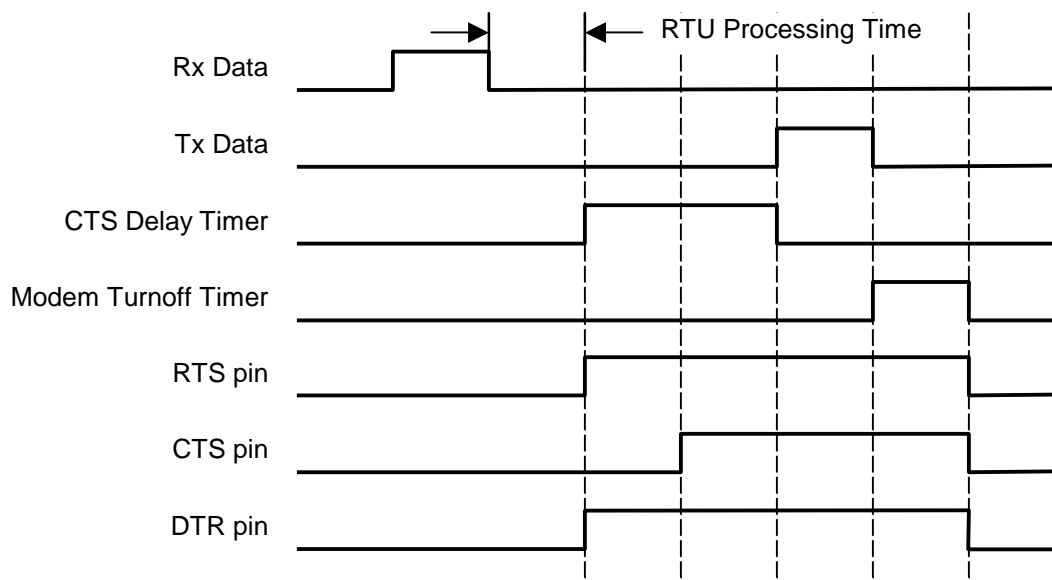 RTU Processing Time
Rx Data
Tx Data
CTS Delay Timer
Modem Turnoff Timer
RTS pin
CTS pin
DTR pin